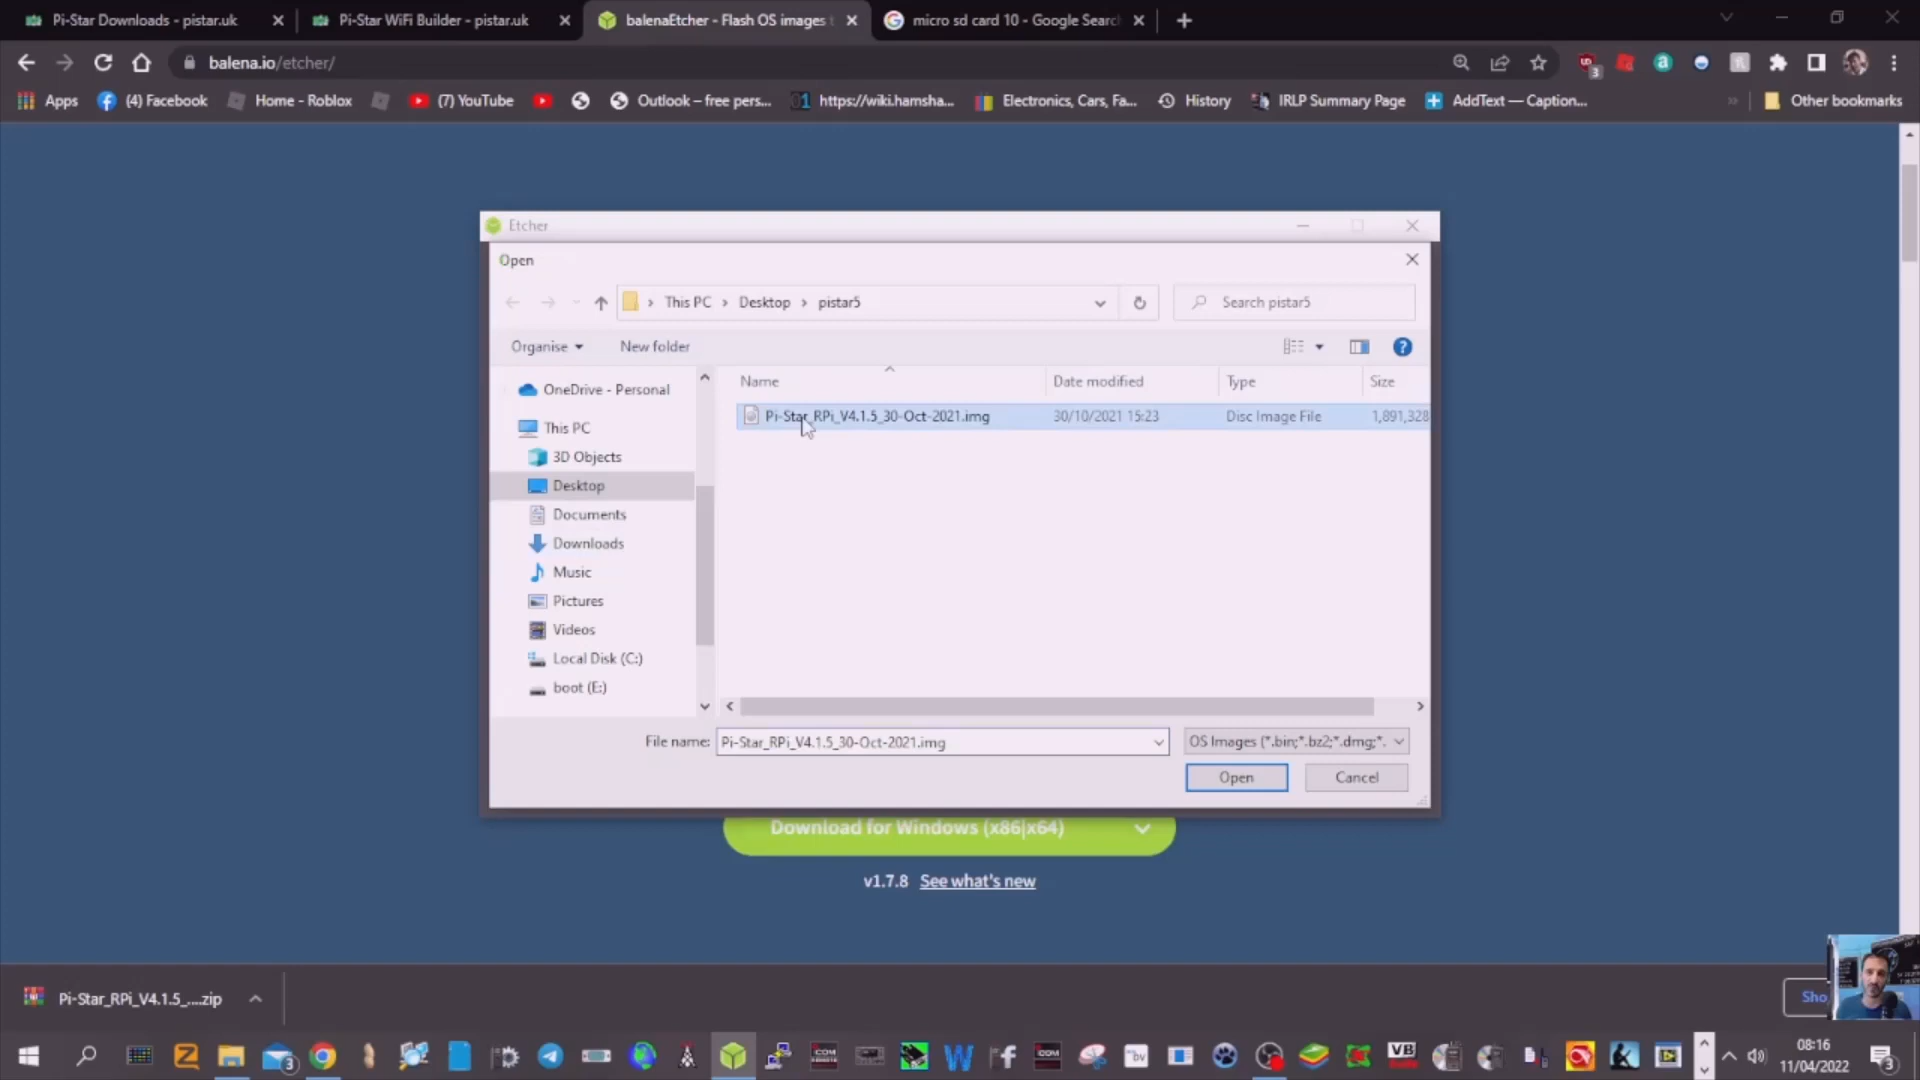 Pi-Star Downloads - pistar.uk
Pi-Star WiFi Builder - pistar.uk
balenaEtcher - Flash OS images t
micro sd card 10 - Google Searc
balena.io/etcher/
3
Apps
(4) Facebook
Home - Roblox
(7) YouTube
Outlook – free pers...
https://wiki.hamsha...
Electronics, Cars, Fa...
History
IRLP Summary Page
AddText — Caption...
»
Other bookmarks
Etcher
Open
This PC › Desktop › pistar5
Search pistar5
Organise
New folder
Name
Date modified
Type
Size
Pi-Star_RPi_V4.1.5_30-Oct-2021.img
30/10/2021 15:23
Disc Image File
1,891,328
OneDrive - Personal
This PC
3D Objects
Desktop
Documents
Downloads
Music
Pictures
Videos
Local Disk (C:)
boot (E:)
File name:
Pi-Star_RPi_V4.1.5_30-Oct-2021.img
OS Images (*.bin;*.bz2;*.dmg;*.
Open
Cancel
Download for Windows (x86|x64)
v1.7.8 See what's new
Pi-Star_RPi_V4.1.5_....zip
Sho
3
VB
08:16
11/04/2022
3